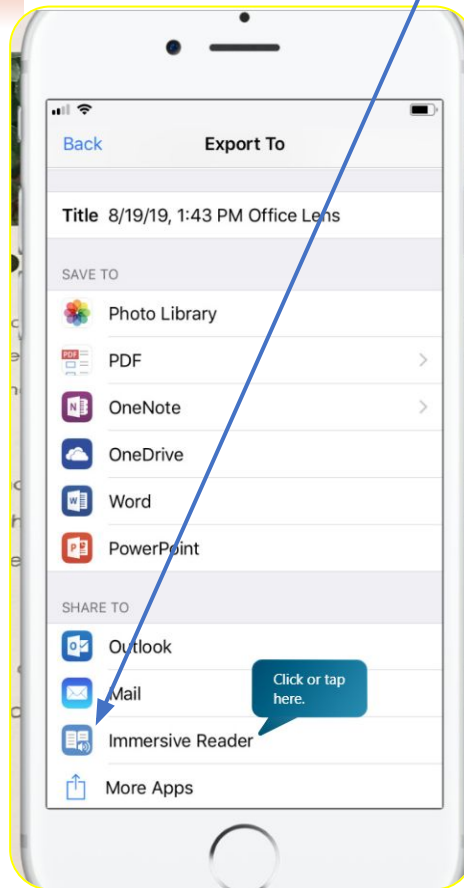 Back Export To
Title 8/19/19, 1:43 PM Office Lens
SAVE TO
Photo Library
PDF
PDF
OneNote
OneDrive
Word
PowerPoint
SHARE TO
Outlook
Mail
Click or tap
here.
Immersive Reader
More Apps